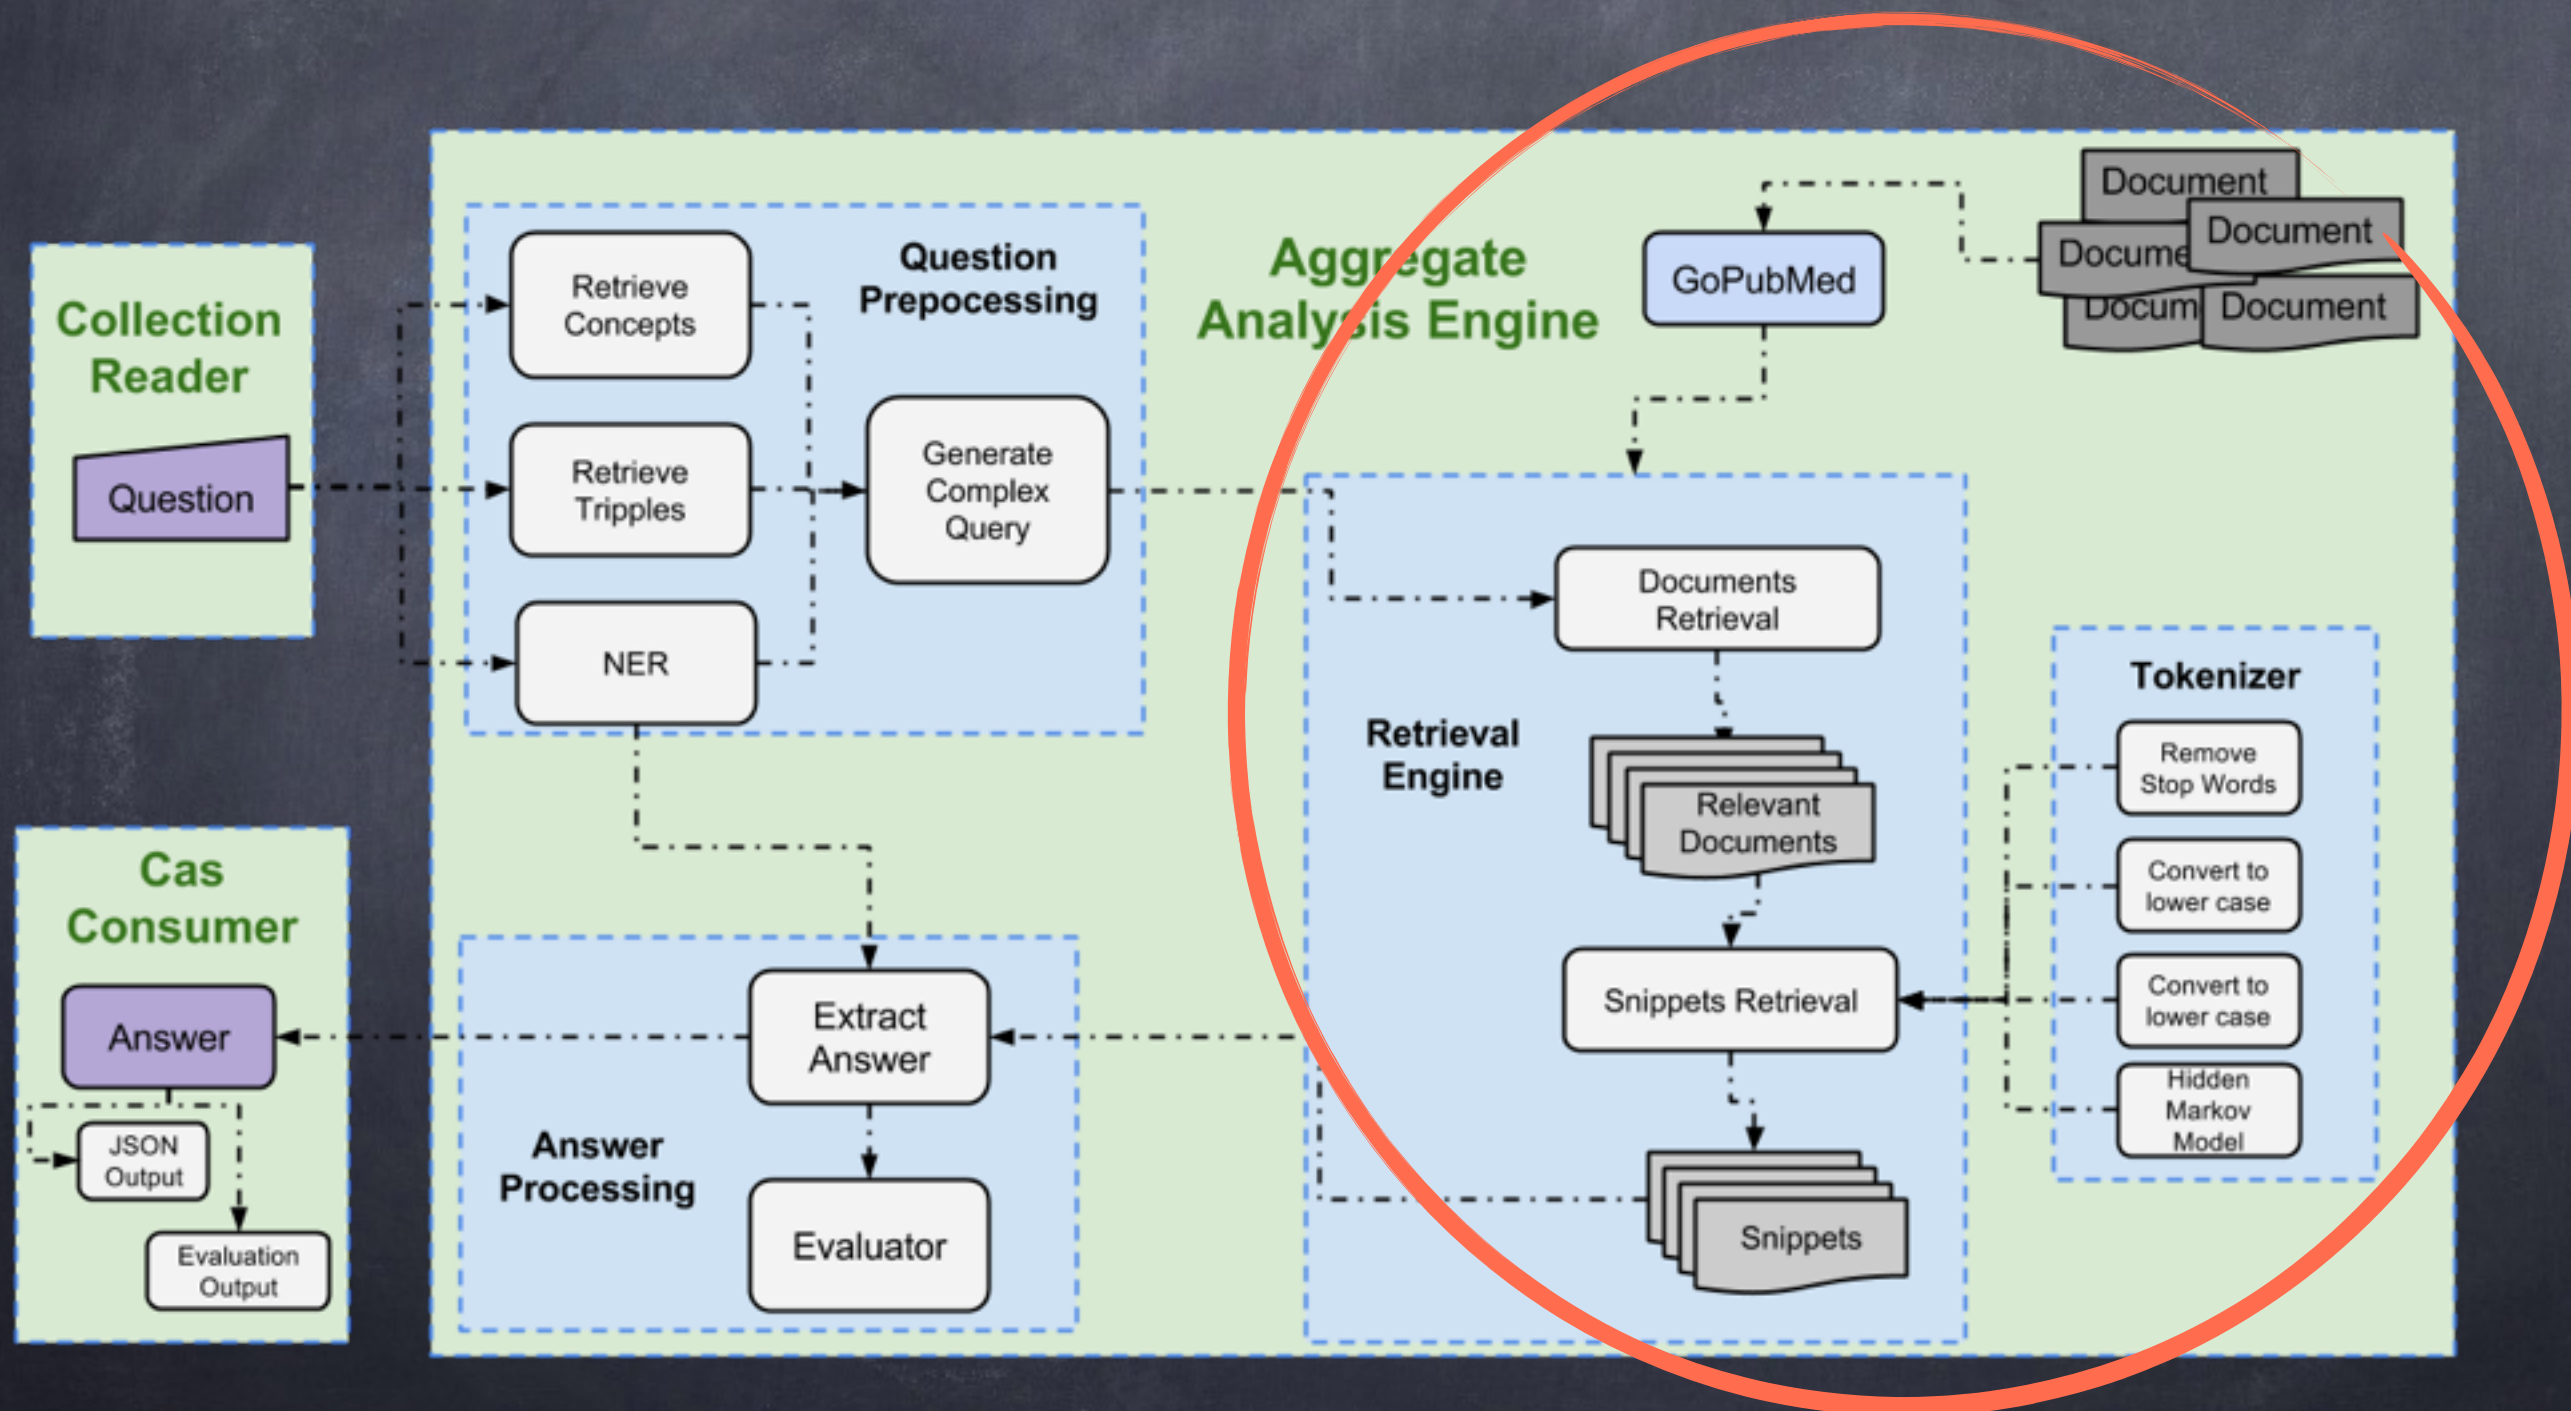 Collection
Reader
Question
Cas
Consumer
Answer
JSON
Output
Evaluation
Output
Question
Prepocessing
Retrieve
Concepts
Retrieve
Tripples
NER
Generate
Complex
Query
Aggregate
Analysis Engine
GoPubMed
Document
Document
Docume
Docum
Document
Documents
Retrieval
Retrieval
Engine
Relevant
Documents
Snippets Retrieval
Snippets
Tokenizer
Remove
Stop Words
Convert to
lower case
Convert to
lower case
Hidden
Markov
Model
Extract
Answer
Answer
Processing
Evaluator